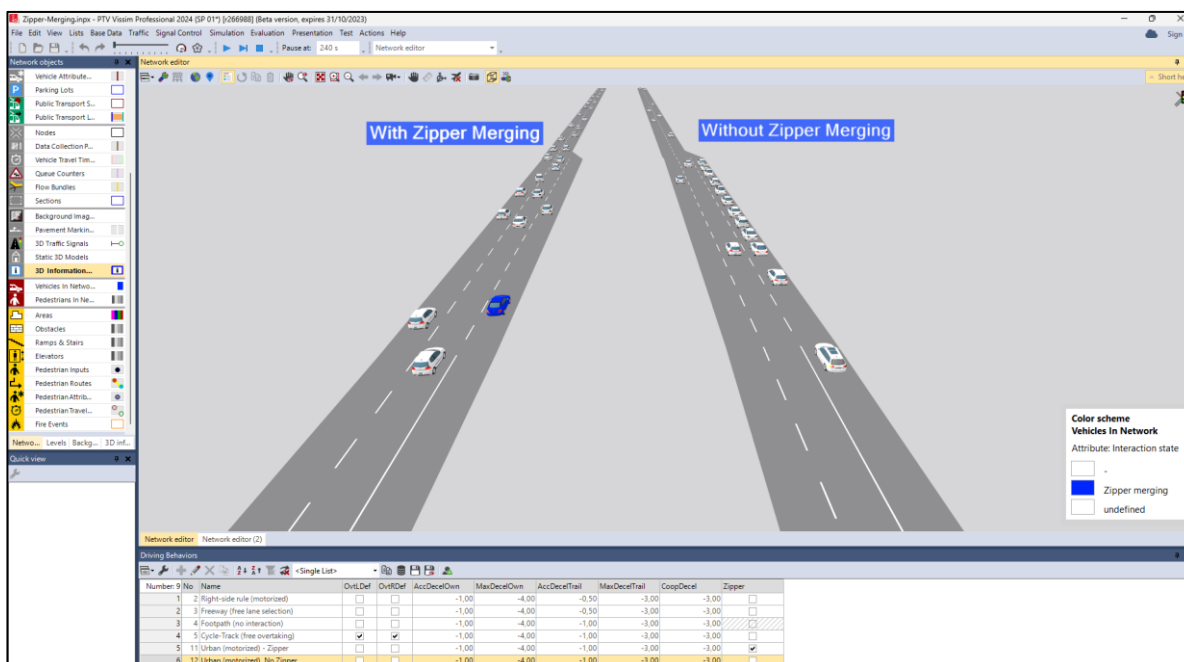 Zipper-Merging.inpx - PTV Vissim Professional 2024 (SP 01*) [r266988] (Beta version, expires 31/10/2023)
File Edit View Lists Base Data Traffic Signal Control Simulation Evaluation Presentation Test Actions Help
Sign
Pause at: 240 s Network editor
Network objects
Vehicle Attribute...
Parking Lots
Public Transport S...
Public Transport L...
Nodes
Data Collection P...
Vehicle Travel Tim...
Queue Counters
Flow Bundles
Sections
Background Imag...
Pavement Markin...
3D Traffic Signals
Static 3D Models
3D Information...
Vehicles In Netwo...
Pedestrians In Ne...
Areas
Obstacles
Ramps & Stairs
Elevators
Pedestrian Inputs
Pedestrian Routes
Pedestrian Attrib...
Pedestrian Travel...
Fire Events
Netwo... Levels Backg... 3D inf...
Quick view
Network editor
Short he
With Zipper Merging
Without Zipper Merging
Color scheme
Vehicles In Network
Attribute: Interaction state
-
Zipper merging
undefined
Network editor Network editor (2)
Driving Behaviors
<Single List>
Number: 9 No Name OvtLDef OvtRDef AccDecelOwn MaxDecelOwn AccDecelTrail MaxDecelTrail CoopDecel Zipper
1 2 Right-side rule (motorized) -1,00 -4,00 -0,50 -3,00 -3,00
2 3 Freeway (free lane selection) -1,00 -4,00 -0,50 -3,00 -3,00
3 4 Footpath (no interaction) -1,00 -4,00 -1,00 -3,00 -3,00
4 5 Cycle-Track (free overtaking) -1,00 -4,00 -1,00 -3,00 -3,00
5 11 Urban (motorized) - Zipper -1,00 -4,00 -1,00 -3,00 -3,00
6 12 Urban (motorized)_No Zipper -1,00 -4,00 -1,00 -3,00 -3,00